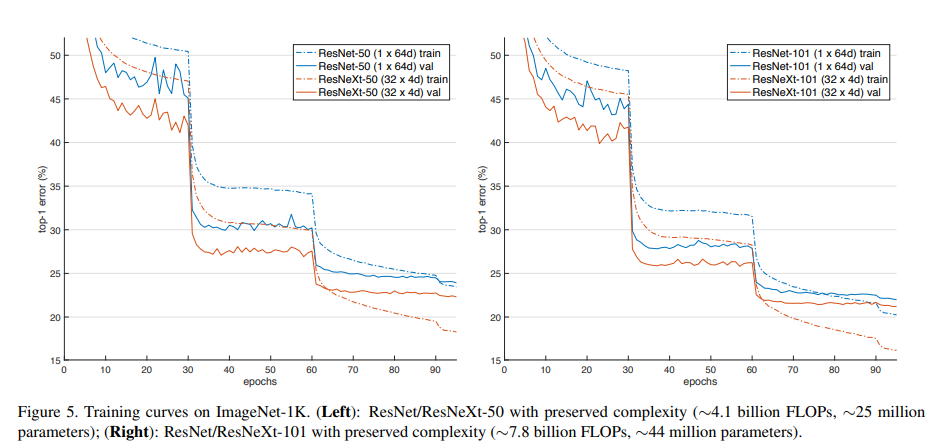 ResNet-50 (1 x 64d) train
ResNet-50 (1 x 64d) val
ResNeXt-50 (32 x 4d) train
ResNeXt-50 (32 x 4d) val
50
45
40
35
30
25
20
15
top-1 error (%)
0 10 20 30 40 50 60 70 80 90
epochs
ResNet-101 (1 x 64d) train
ResNet-101 (1 x 64d) val
ResNeXt-101 (32 x 4d) train
ResNeXt-101 (32 x 4d) val
50
45
40
35
30
25
20
15
top-1 error (%)
0 10 20 30 40 50 60 70 80 90
epochs
Figure 5. Training curves on ImageNet-1K. (Left): ResNet/ResNeXt-50 with preserved complexity (∼4.1 billion FLOPs, ∼25 million
parameters); (Right): ResNet/ResNeXt-101 with preserved complexity (∼7.8 billion FLOPs, ∼44 million parameters).